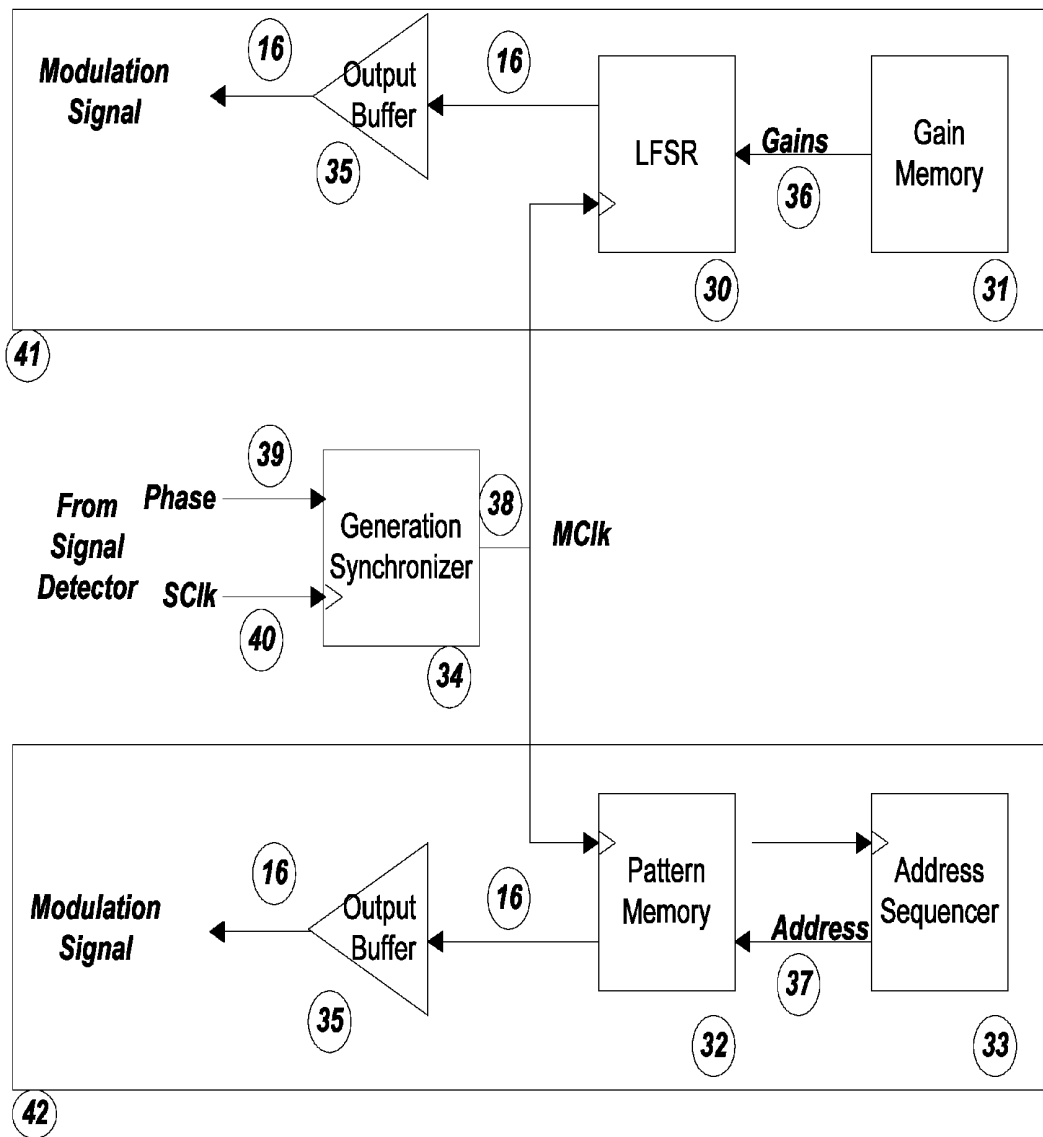 16
16
Modulation
Signal
Output
Buffer
35
LFSR
Gains
36
Gain
Memory
30
31
41
39
Phase
From
Signal
Detector
SClk
40
Generation
Synchronizer
38
MClk
34
16
16
Modulation
Signal
Output
Buffer
35
Pattern
Memory
Address
37
Address
Sequencer
32
33
42